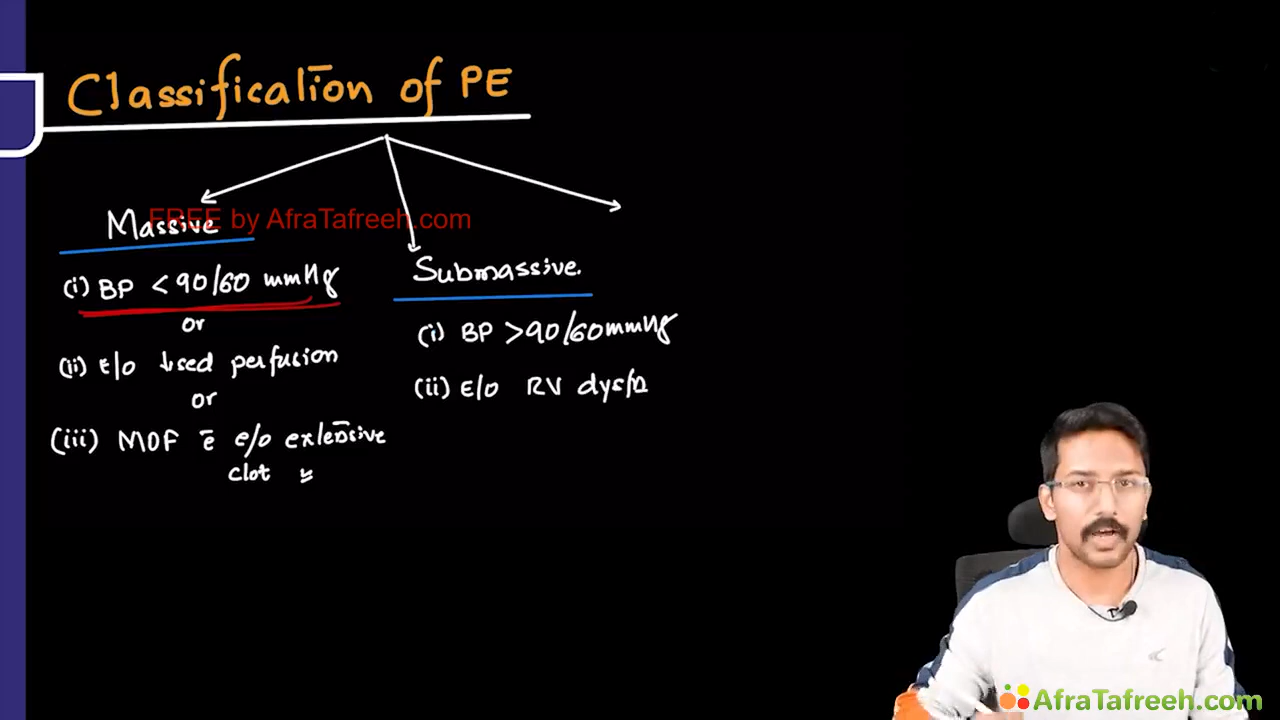 Classification of PE
Massive
FREE by AfraTafreeh.com
(i) BP < 90/60 mmHg
or
(ii) E/o ↓sed perfusion
or
(iii) MOF c̄ e/o extensive
clot
Submassive.
(i) BP > 90/60 mmHg
(ii) E/o RV dysfn
AfraTafreeh.com